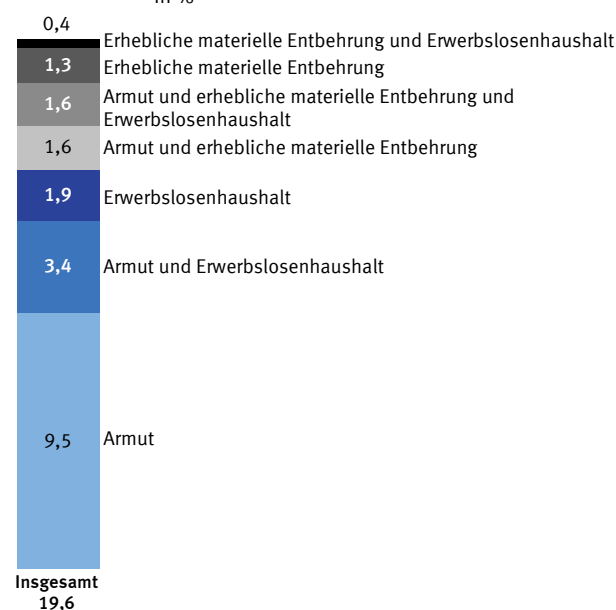 in %
0,4
Erhebliche materielle Entbehrung und Erwerbslosenhaushalt
1,3
Erhebliche materielle Entbehrung
1,6
Armut und erhebliche materielle Entbehrung und
Erwerbslosenhaushalt
1,6
Armut und erhebliche materielle Entbehrung
1,9
Erwerbslosenhaushalt
3,4
Armut und Erwerbslosenhaushalt
9,5
Armut
Insgesamt
19,6